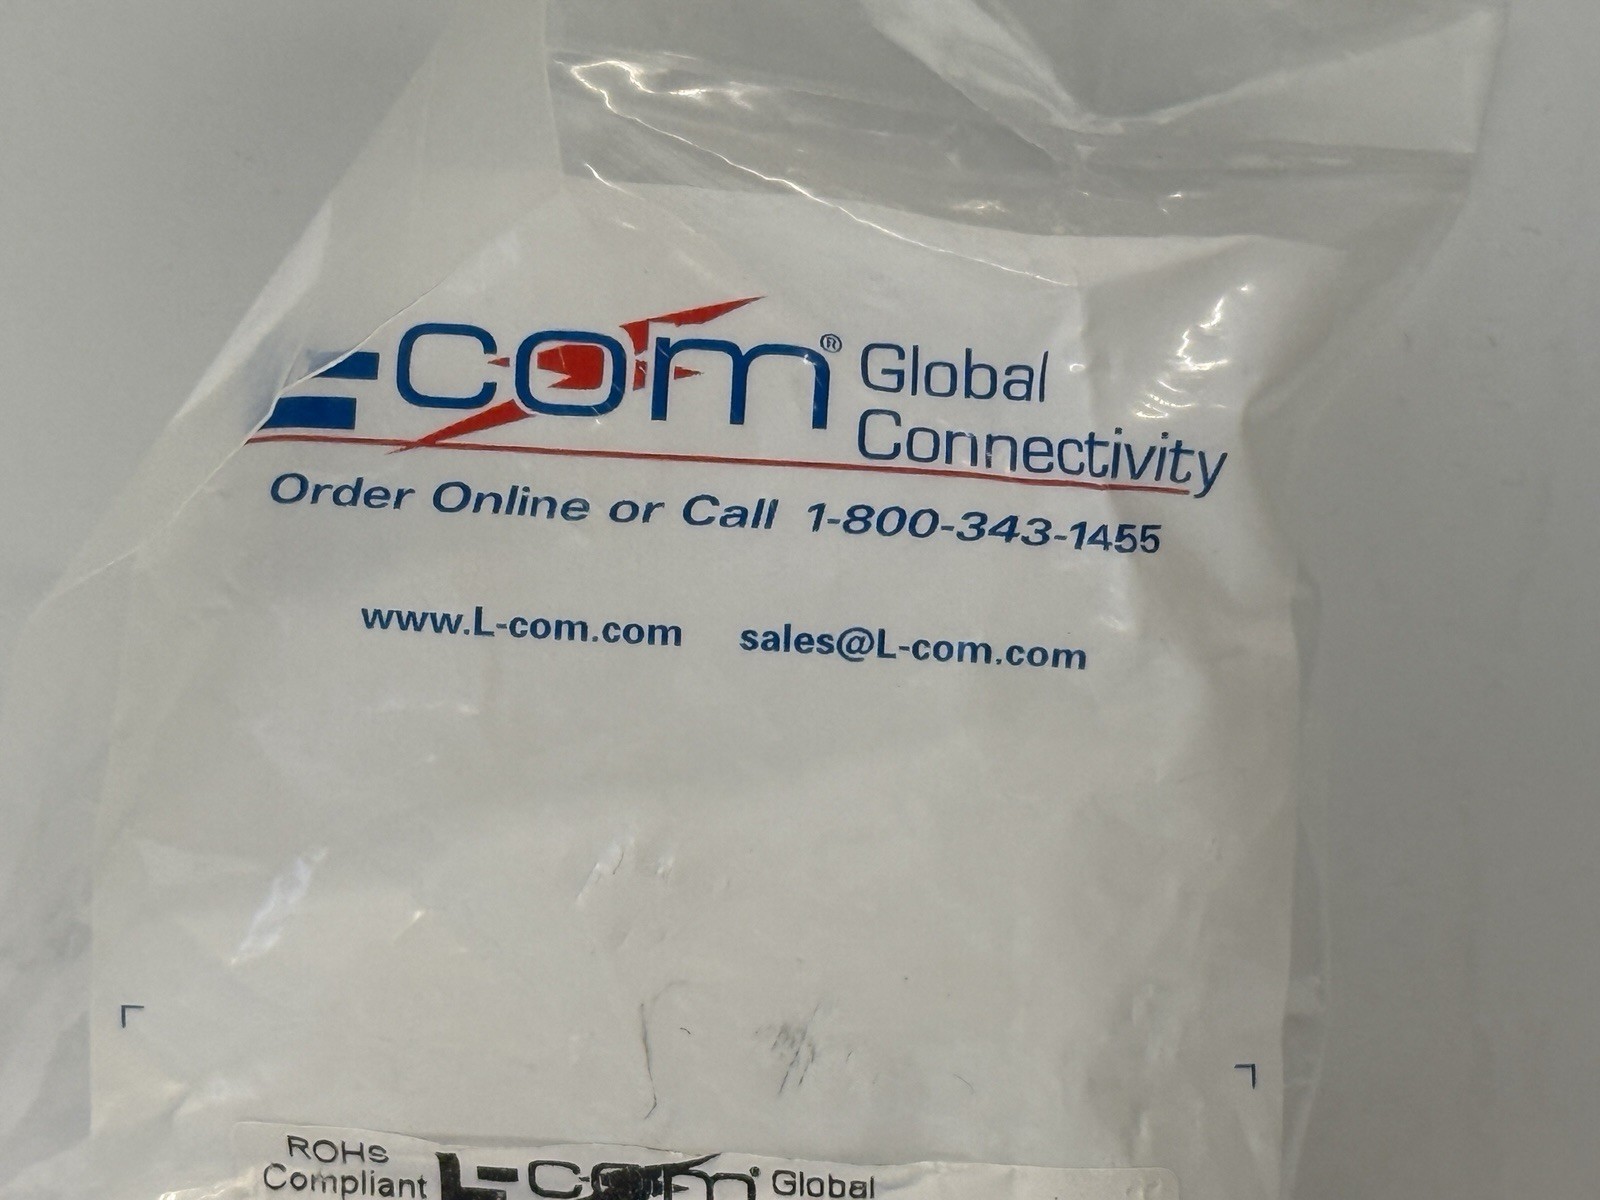 L-com® Global
Connectivity
Order Online or Call 1-800-343-1455
www.L-com.com sales@L-com.com
ROHS
Compliant
L-com® Global